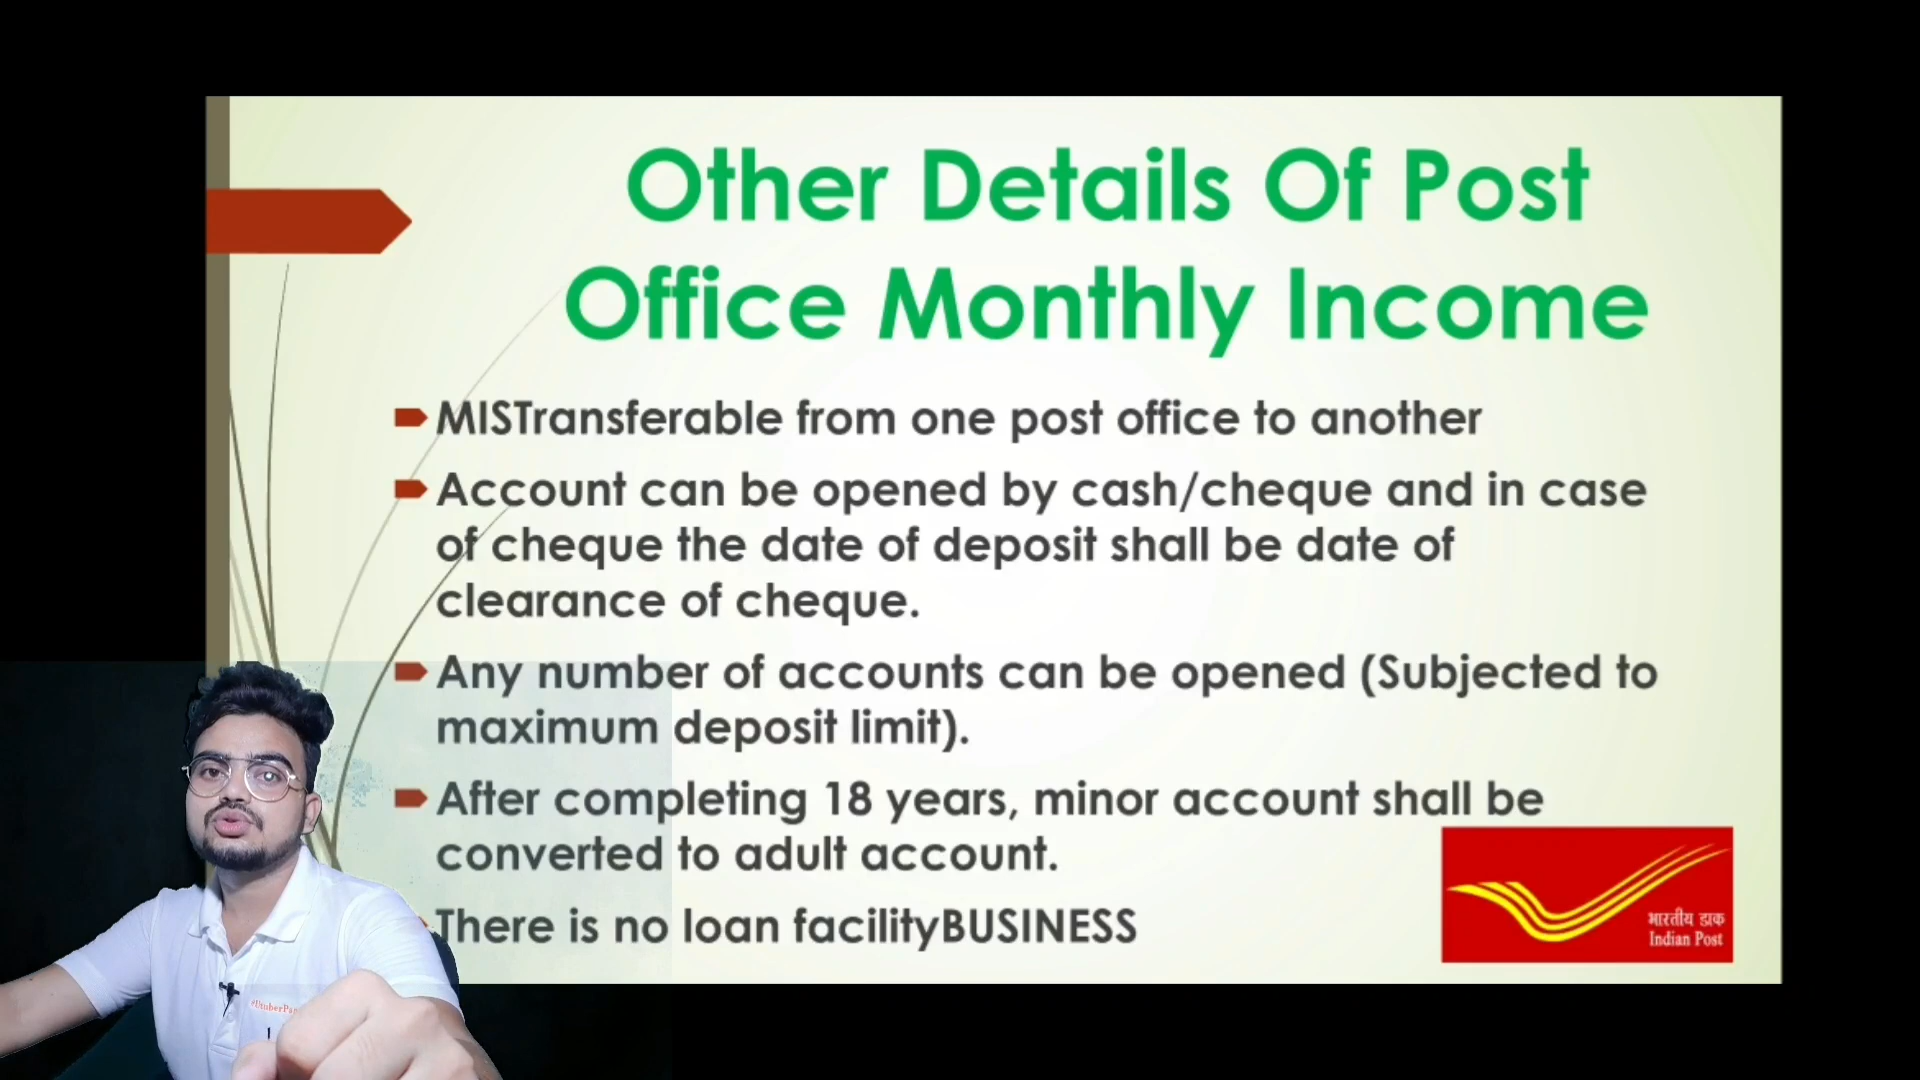 Other Details Of Post
Office Monthly Income
MISTransferable from one post office to another
Account can be opened by cash/cheque and in case
of cheque the date of deposit shall be date of
clearance of cheque.
Any number of accounts can be opened (Subjected to
maximum deposit limit).
After completing 18 years, minor account shall be
converted to adult account.
There is no loan facilityBUSINESS
भारतीय डाक
Indian Post